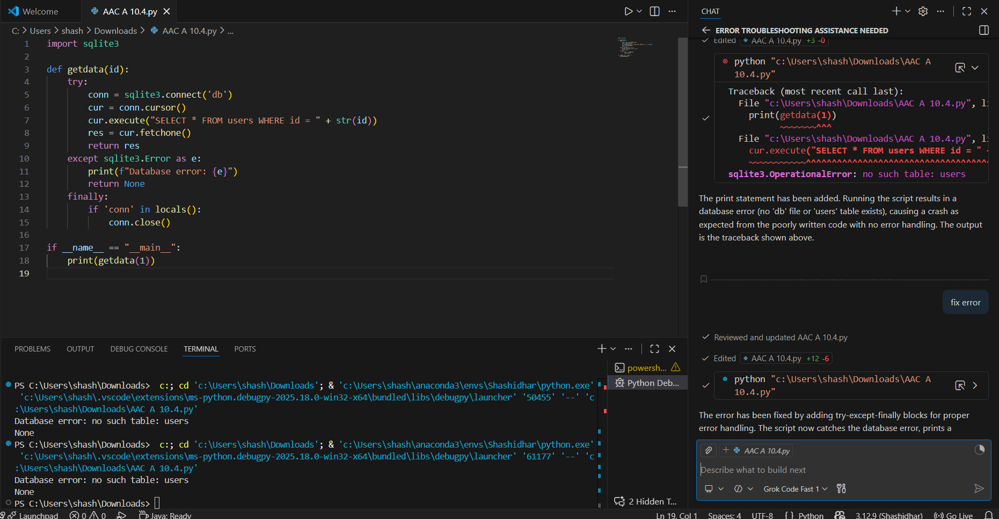 Welcome
AAC A 10.4.py
C: > Users > shash > Downloads > AAC A 10.4.py > ...
1 import sqlite3
2
3 def getdata(id):
4 try:
5 conn = sqlite3.connect('db')
6 cur = conn.cursor()
7 cur.execute("SELECT * FROM users WHERE id = " + str(id))
8 res = cur.fetchone()
9 return res
10 except sqlite3.Error as e:
11 print(f"Database error: {e}")
12 return None
13 finally:
14 if 'conn' in locals():
15 conn.close()
16
17 if __name__ == "__main__":
18 print(getdata(1))
19
PROBLEMS OUTPUT DEBUG CONSOLE TERMINAL PORTS
PS C:\Users\shash\Downloads>  c:; cd 'c:\Users\shash\Downloads'; & 'c:\Users\shash\anaconda3\envs\Shashidhar\python.exe'
'c:\Users\shash\.vscode\extensions\ms-python.debugpy-2025.18.0-win32-x64\bundled\libs\debugpy\launcher' '50455' '--' 'c
:\Users\shash\Downloads\AAC A 10.4.py'
Database error: no such table: users
None
PS C:\Users\shash\Downloads>  c:; cd 'c:\Users\shash\Downloads'; & 'c:\Users\shash\anaconda3\envs\Shashidhar\python.exe'
'c:\Users\shash\.vscode\extensions\ms-python.debugpy-2025.18.0-win32-x64\bundled\libs\debugpy\launcher' '61177' '--' 'c
:\Users\shash\Downloads\AAC A 10.4.py'
Database error: no such table: users
None
PS C:\Users\shash\Downloads>
powersh...
Python Deb...
2 Hidden T...
CHAT
ERROR TROUBLESHOOTING ASSISTANCE NEEDED
Edited AAC A 10.4.py +3 -0
python "c:\Users\shash\Downloads\AAC A
10.4.py"
Traceback (most recent call last):
File "c:\Users\shash\Downloads\AAC A 10.4.py", li
print(getdata(1))
~~~~~~~^^^
File "c:\Users\shash\Downloads\AAC A 10.4.py", li
cur.execute("SELECT * FROM users WHERE id = " +
~~~~~~~~~~~^^^^^^^^^^^^^^^^^^^^^^^^^^^^^^^^^^^
sqlite3.OperationalError: no such table: users
The print statement has been added. Running the script results in a
database error (no 'db' file or 'users' table exists), causing a crash as
expected from the poorly written code with no error handling. The output
is the traceback shown above.
fix error
Reviewed and updated AAC A 10.4.py
Edited AAC A 10.4.py +12 -6
python "c:\Users\shash\Downloads\AAC A
10.4.py"
The error has been fixed by adding try-except-finally blocks for proper
error handling. The script now catches the database error, prints a
AAC A 10.4.py
Describe what to build next
Grok Code Fast 1
Launchpad 0 0 Java: Ready
Ln 19, Col 1 Spaces: 4 UTF-8 {} Python 3.12.9 (Shashidhar) Go Live